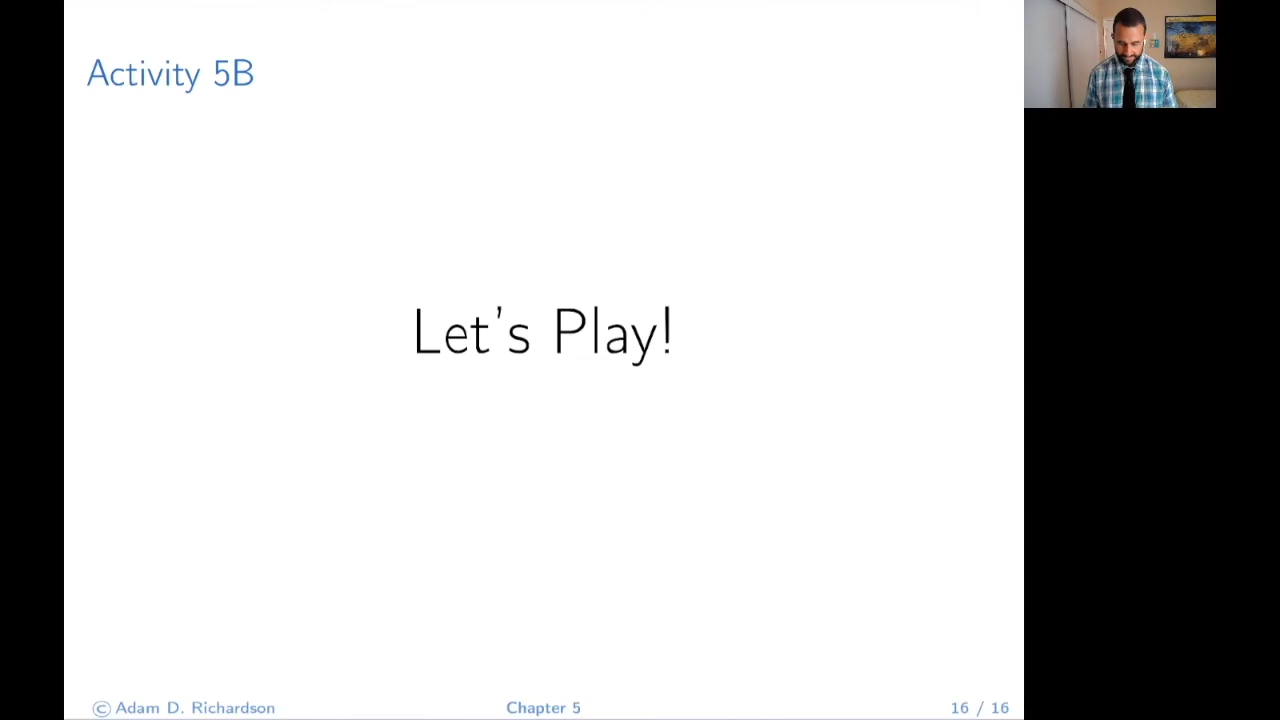 Activity 5B
Let's Play!
© Adam D. Richardson
Chapter 5
16 / 16